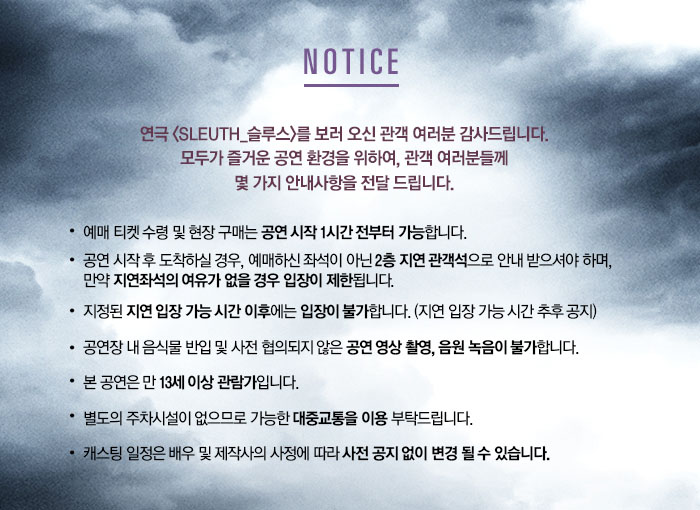 NOTICE
연극 〈SLEUTH_슬루스〉를 보러 오신 관객 여러분 감사드립니다.
모두가 즐거운 공연 환경을 위하여, 관객 여러분들께
몇 가지 안내사항을 전달 드립니다.
• 예매 티켓 수령 및 현장 구매는 공연 시작 1시간 전부터 가능합니다.
• 공연 시작 후 도착하실 경우, 예매하신 좌석이 아닌 2층 지연 관객석으로 안내 받으셔야 하며,
만약 지연좌석의 여유가 없을 경우 입장이 제한됩니다.
• 지정된 지연 입장 가능 시간 이후에는 입장이 불가합니다. (지연 입장 가능 시간 추후 공지)
• 공연장 내 음식물 반입 및 사전 협의되지 않은 공연 영상 촬영, 음원 녹음이 불가합니다.
• 본 공연은 만 13세 이상 관람가입니다.
• 별도의 주차시설이 없으므로 가능한 대중교통을 이용 부탁드립니다.
• 캐스팅 일정은 배우 및 제작사의 사정에 따라 사전 공지 없이 변경 될 수 있습니다.